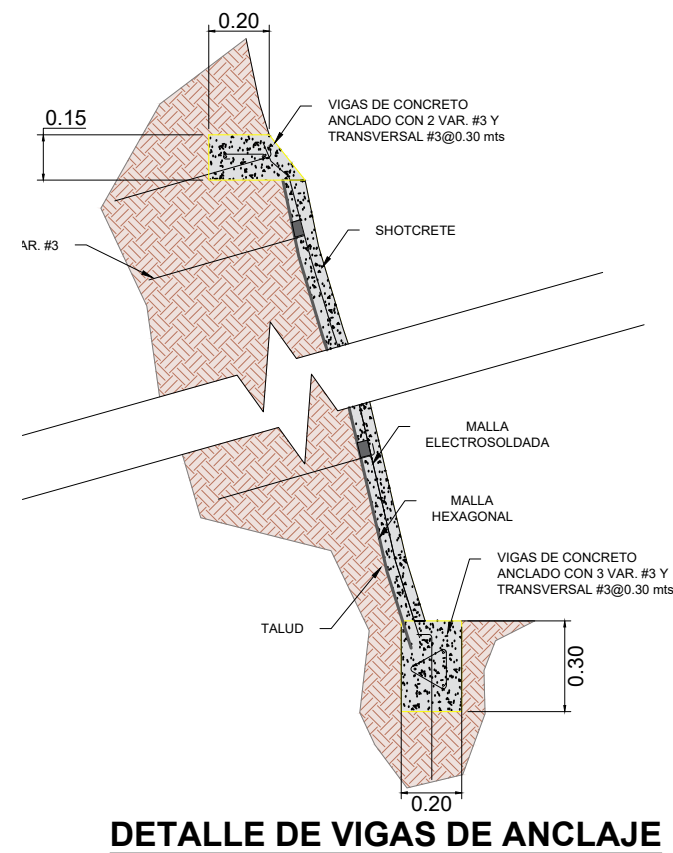 0.20
VIGAS DE CONCRETO
ANCLADO CON 2 VAR. #3 Y
TRANSVERSAL #3@0.30 mts
0.15
SHOTCRETE
AR. #3
MALLA
ELECTROSOLDADA
MALLA
HEXAGONAL
VIGAS DE CONCRETO
ANCLADO CON 3 VAR. #3 Y
TRANSVERSAL #3@0.30 mts
TALUD
0.30
0.20
DETALLE DE VIGAS DE ANCLAJE